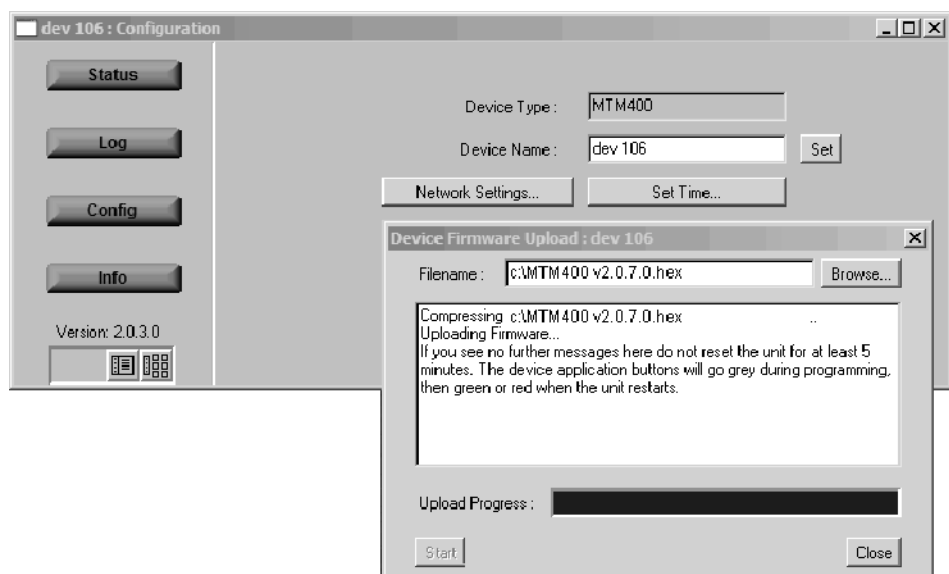 dev 106 : Configuration
Status
Log
Config
Info
Version: 2.0.3.0
Device Type :
MTM400
Device Name :
dev 106
Set
Network Settings...
Set Time...
Device Firmware Upload : dev 106
Filename :
c:\MTM400 v2.0.7.0.hex
Browse...
Compressing c:\MTM400 v2.0.7.0.hex ..
Uploading Firmware...
If you see no further messages here do not reset the unit for at least 5
minutes. The device application buttons will go grey during programming,
then green or red when the unit restarts.
Upload Progress :
Start
Close